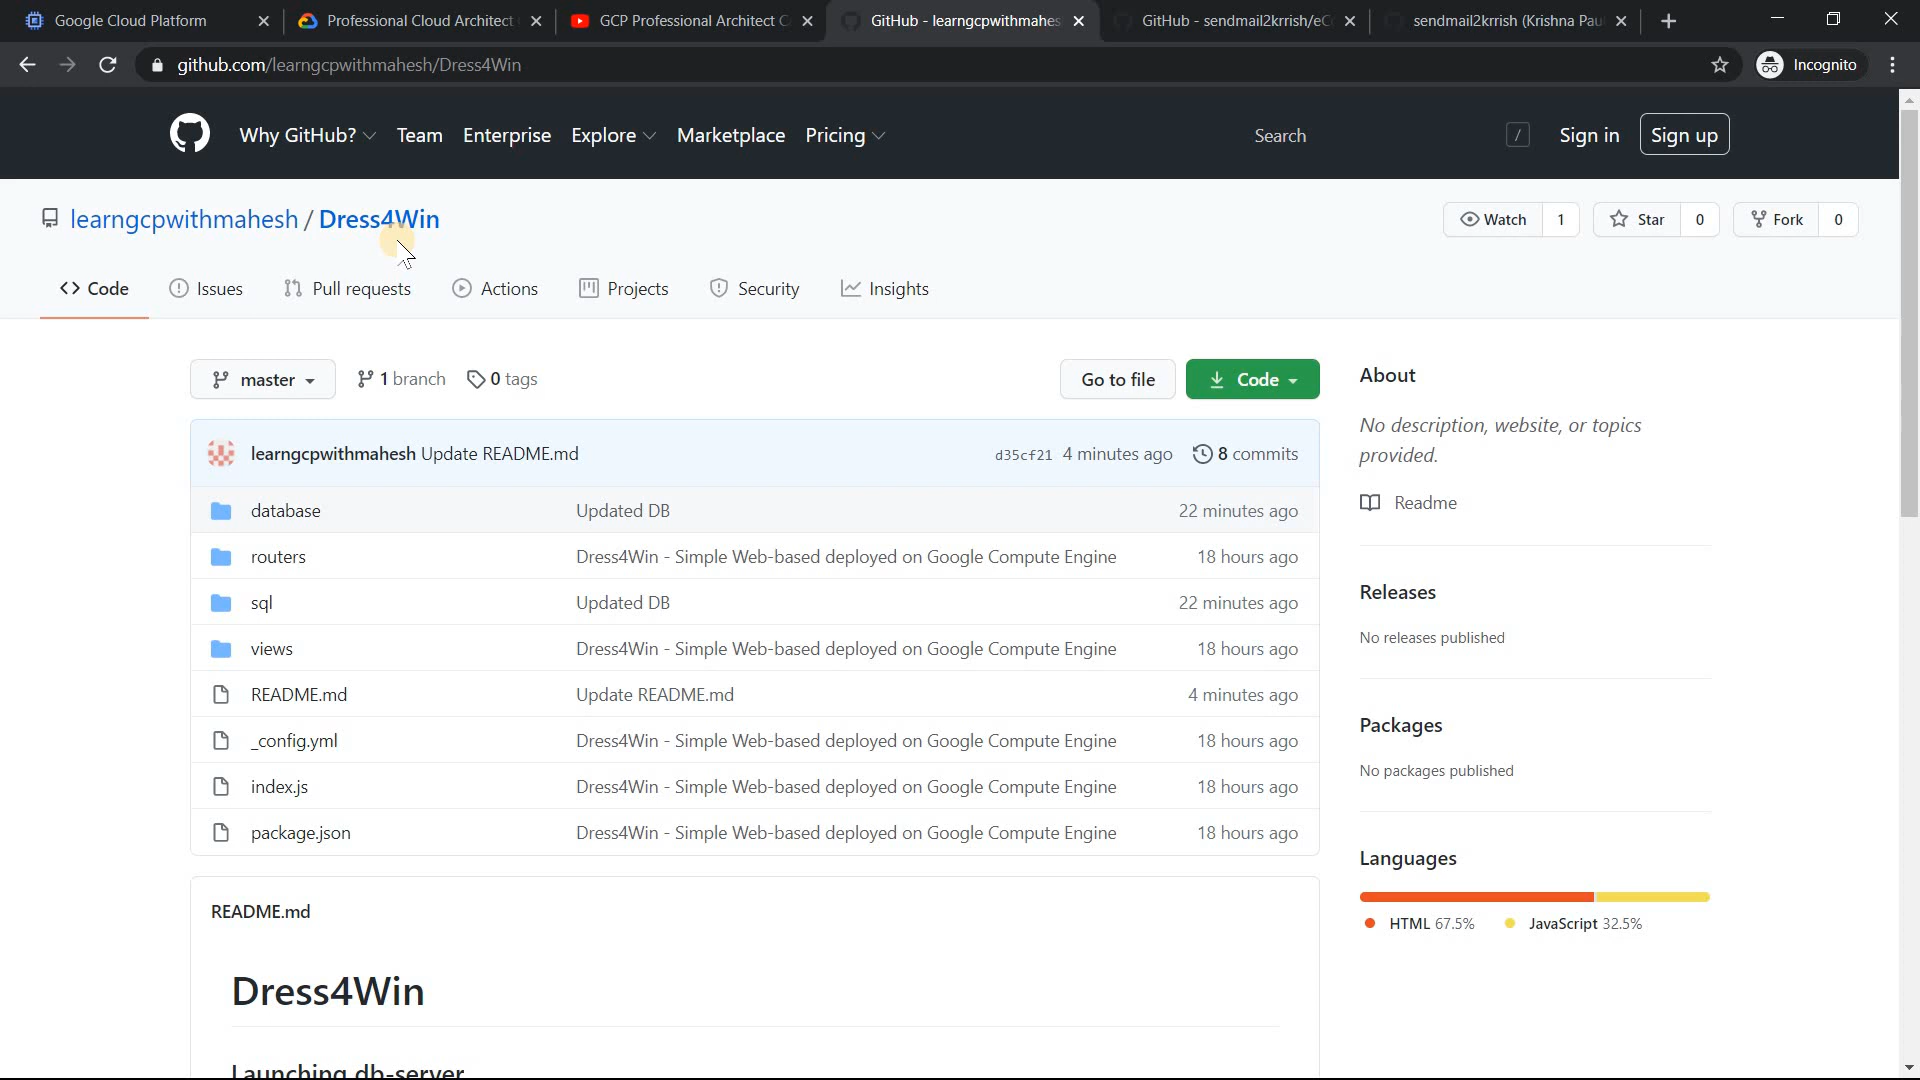 Google Cloud Platform
Professional Cloud Architect
GCP Professional Architect C
GitHub - learngcpwithmahes
GitHub - sendmail2krrish/eC
sendmail2krrish (Krishna Pau
github.com/learngcpwithmahesh/Dress4Win
Incognito
Why GitHub? Team Enterprise Explore Marketplace Pricing
Search /
Sign in Sign up
learngcpwithmahesh / Dress4Win
Watch 1 Star 0 Fork 0
<> Code Issues Pull requests Actions Projects Security Insights
master 1 branch 0 tags
Go to file Code
About
No description, website, or topics
provided.
Readme
learngcpwithmahesh Update README.md d35cf21 4 minutes ago 8 commits
database Updated DB 22 minutes ago
routers Dress4Win - Simple Web-based deployed on Google Compute Engine 18 hours ago
sql Updated DB 22 minutes ago
views Dress4Win - Simple Web-based deployed on Google Compute Engine 18 hours ago
README.md Update README.md 4 minutes ago
_config.yml Dress4Win - Simple Web-based deployed on Google Compute Engine 18 hours ago
index.js Dress4Win - Simple Web-based deployed on Google Compute Engine 18 hours ago
package.json Dress4Win - Simple Web-based deployed on Google Compute Engine 18 hours ago
Releases
No releases published
Packages
No packages published
Languages
HTML 67.5% JavaScript 32.5%
README.md
Dress4Win
Launching db-server